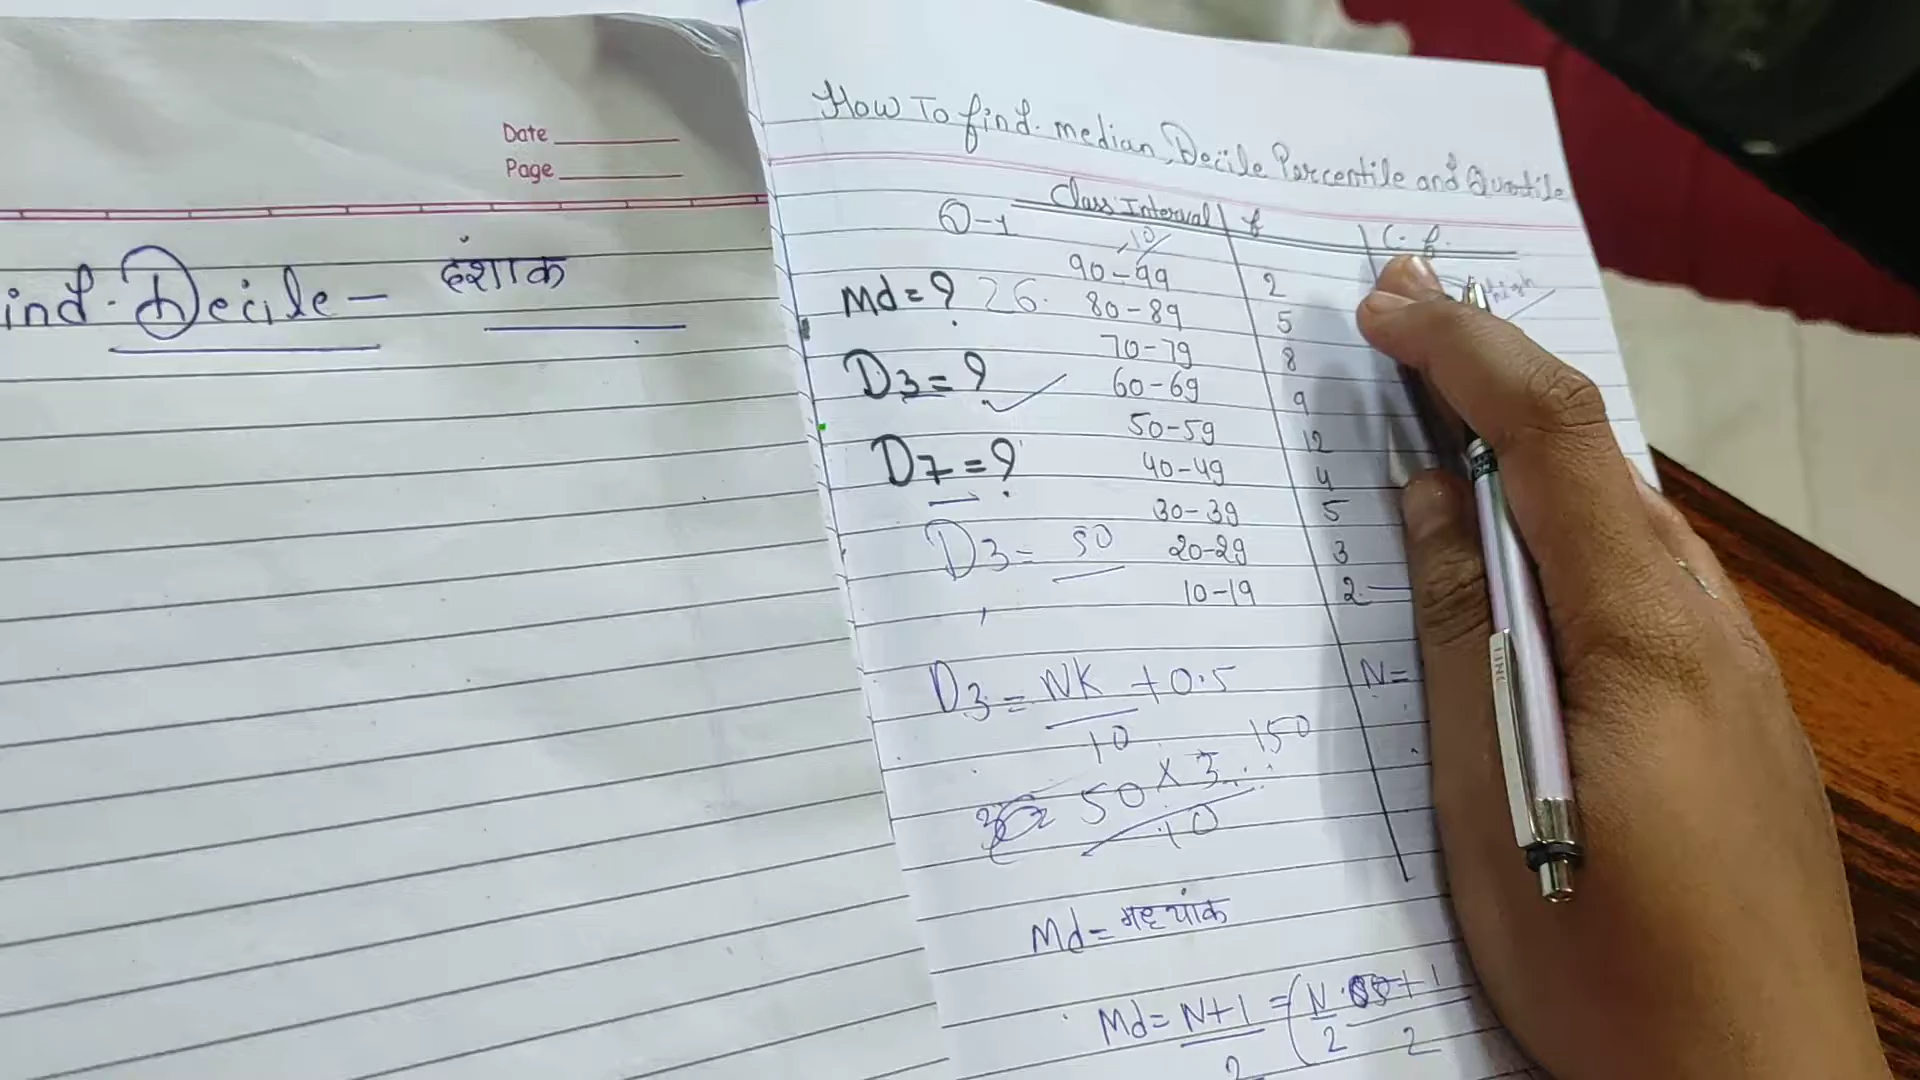 Date
Page
ind. Decile – दशांक
How To find. median, Decile Percentile and Quartile
Q-1 Class Interval f C.f.
10
90-99 2 high
Md = ? 26. 80-89 5
70-79 8
D3 = ? 60-69 9
50-59 12
D7 = ? 40-49 4
30-39 5
D3 = 50 20-29 3
10-19 2
D3 = NK/10 + 0.5 N=
50 × 3/10 150
Md = मध्यांक
Md = N+1/2 = (N/2 +1/2